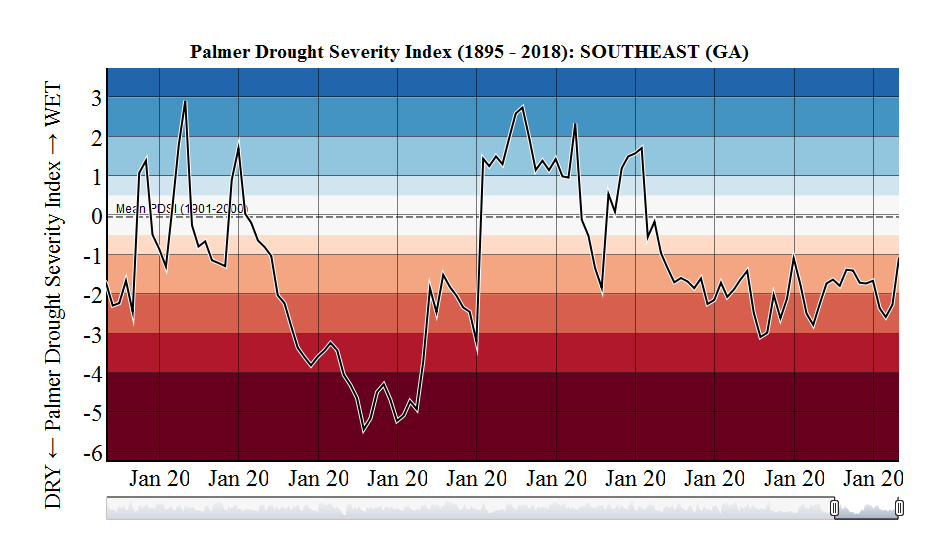 Palmer Drought Severity Index (1895 - 2018): SOUTHEAST (GA)
DRY ← Palmer Drought Severity Index → WET
3
2
1
0
-1
-2
-3
-4
-5
-6
Mean PDSI (1901-2000)
Jan 20 Jan 20 Jan 20 Jan 20 Jan 20 Jan 20 Jan 20 Jan 20 Jan 20 Jan 20